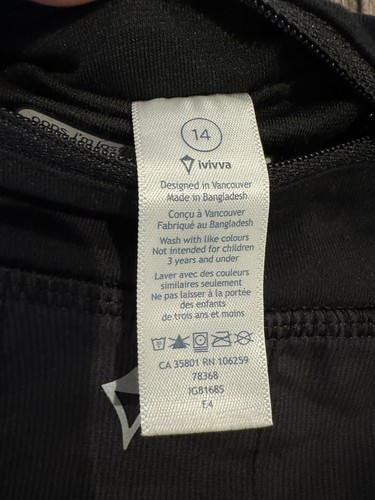 14
ivivva
Designed in Vancouver
Made in Bangladesh
Conçu à Vancouver
Fabriqué au Bangladesh
Wash with like colours
Not intended for children
3 years and under
Laver avec des couleurs
similaires seulement
Ne pas laisser à la portée
des enfants
de trois ans et moins
CA 35801 RN 106259
78368
F4